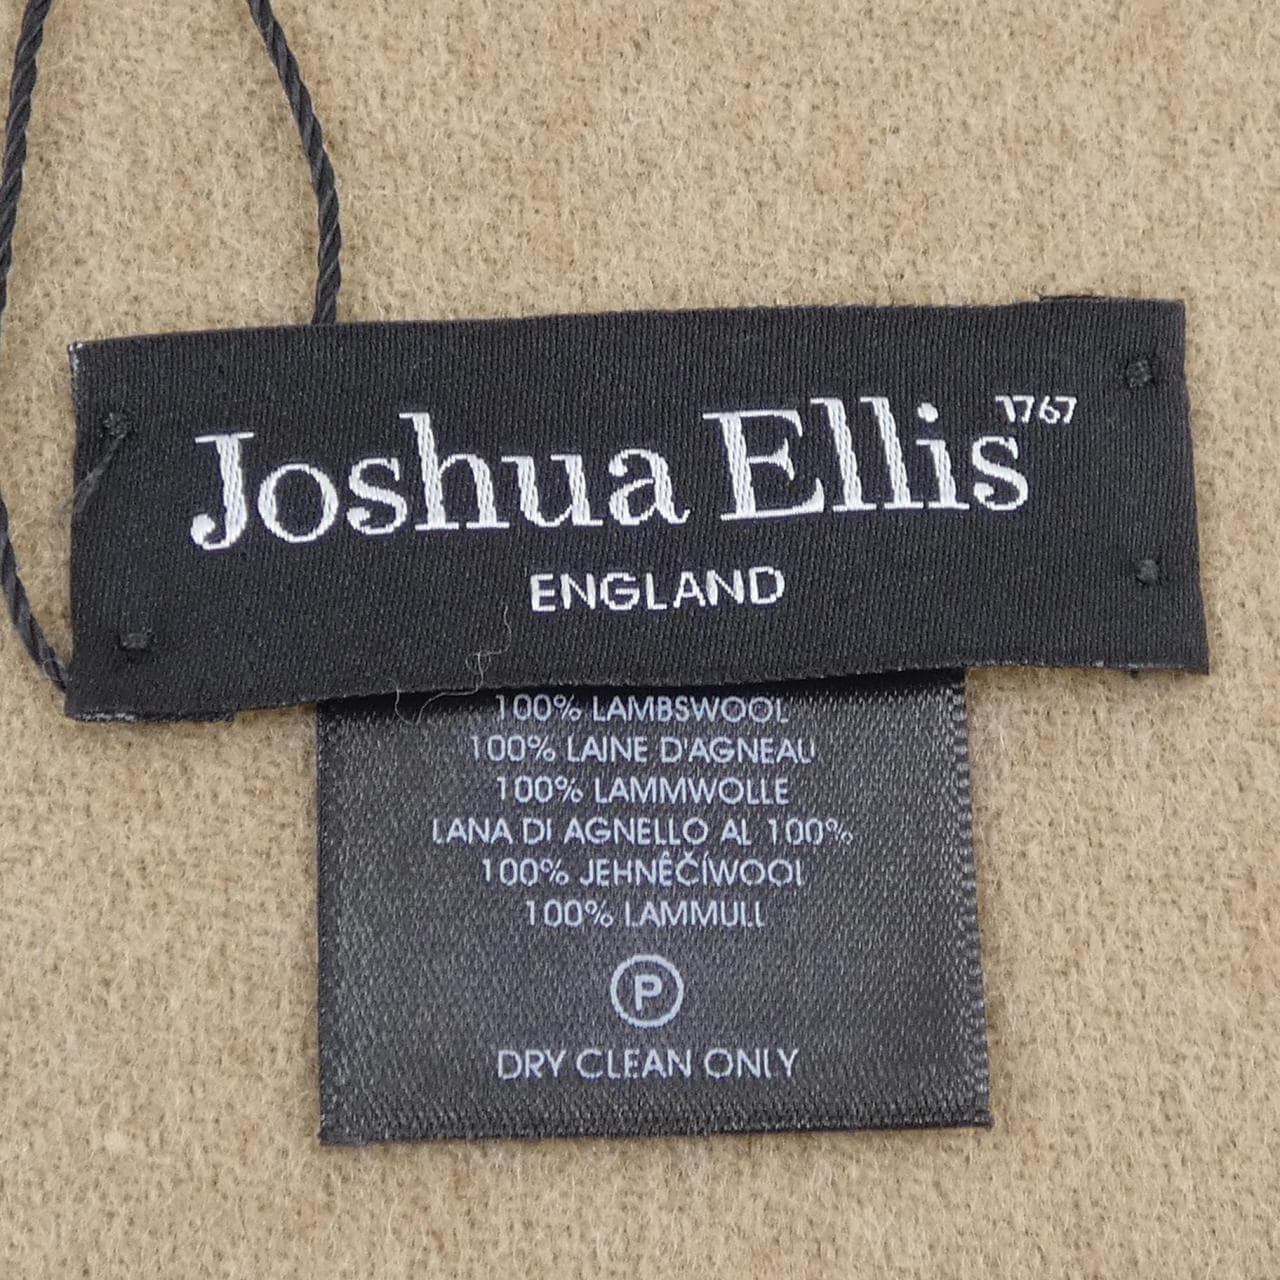 Joshua Ellis 1767
ENGLAND
100% LAMBSWOOL
100% LAINE D'AGNEAU
100% LAMMWOLLE
LANA DI AGNELLO AL 100%
100% JEHNÊČÍWOOL
100% LAMMULL
P
DRY CLEAN ONLY